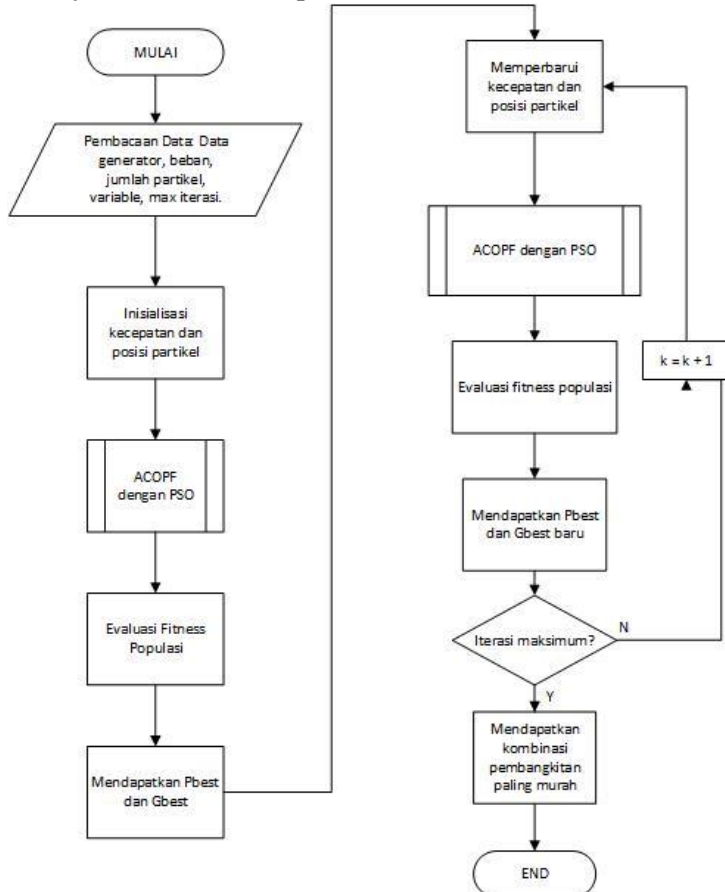 MULAI
Pembacaan Data: Data
generator, beban,
jumlah partikel,
variable, max iterasi.
Inisialisasi
kecepatan dan
posisi partikel
ACOPF
dengan PSO
Evaluasi Fitness
Populasi
Mendapatkan Pbest
dan Gbest
Memperbarui
kecepatan dan
posisi partikel
ACOPF dengan PSO
Evaluasi fitness populasi
k = k + 1
Mendapatkan Pbest
dan Gbest baru
Iterasi maksimum?
N
Y
Mendapatkan
kombinasi
pembangkitan
paling murah
END